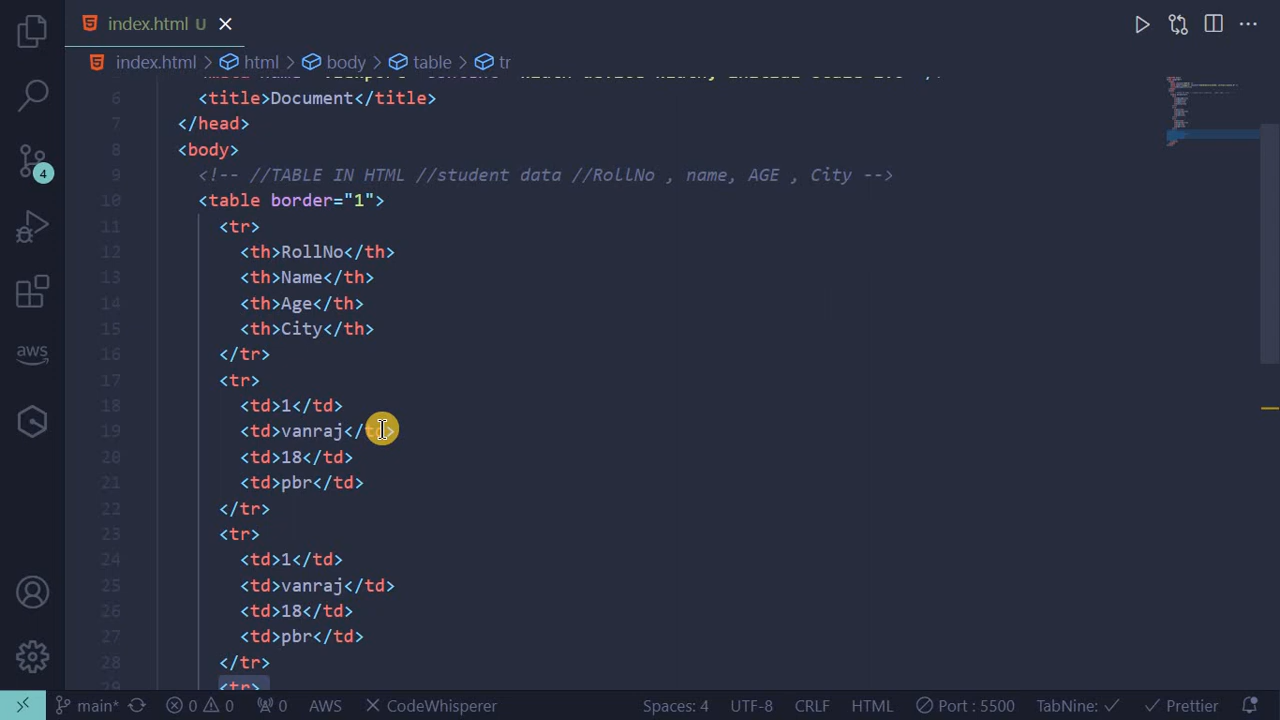 index.html U
index.html > html > body > table > tr
6 <title>Document</title>
7 </head>
8 <body>
9 <!-- //TABLE IN HTML //student data //RollNo , name, AGE , City -->
10 <table border="1">
11 <tr>
12 <th>RollNo</th>
13 <th>Name</th>
14 <th>Age</th>
15 <th>City</th>
16 </tr>
17 <tr>
18 <td>1</td>
19 <td>vanraj</td>
20 <td>18</td>
21 <td>pbr</td>
22 </tr>
23 <tr>
24 <td>1</td>
25 <td>vanraj</td>
26 <td>18</td>
27 <td>pbr</td>
28 </tr>
29 <tr>
4
aws
main* 0 0 0 AWS CodeWhisperer Spaces: 4 UTF-8 CRLF HTML Port : 5500 TabNine: Prettier